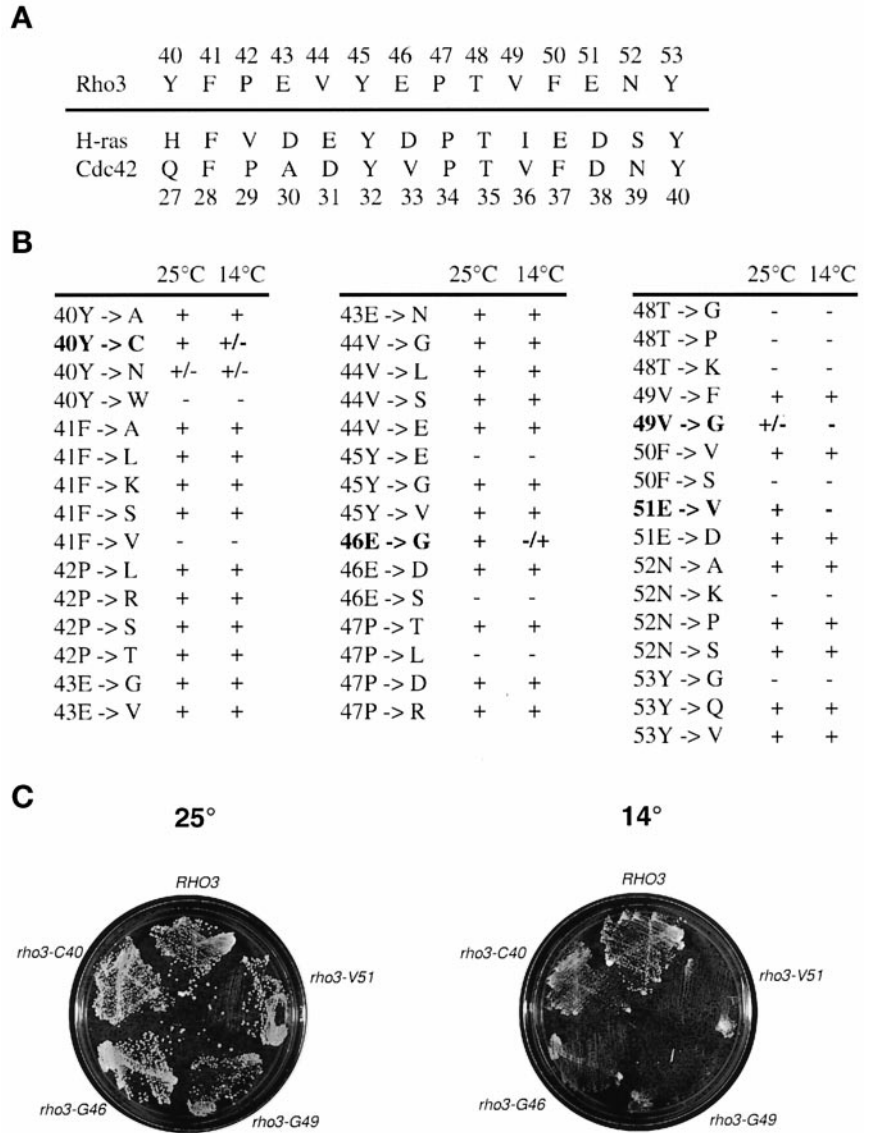 A
40 41 42 43 44 45 46 47 48 49 50 51 52 53
Rho3 Y F P E V Y E P T V F E N Y
H-ras H F V D E Y D P T I E D S Y
Cdc42 Q F P A D Y V P T V F D N Y
27 28 29 30 31 32 33 34 35 36 37 38 39 40
B
25°C 14°C
40Y -> A + +
40Y -> C + +/-
40Y -> N +/- +/-
40Y -> W - -
41F -> A + +
41F -> L + +
41F -> K + +
41F -> S + +
41F -> V - -
42P -> L + +
42P -> R + +
42P -> S + +
42P -> T + +
43E -> G + +
43E -> V + +
25°C 14°C
43E -> N + +
44V -> G + +
44V -> L + +
44V -> S + +
44V -> E + +
45Y -> E - -
45Y -> G + +
45Y -> V + +
46E -> G + -/+
46E -> D + +
46E -> S - -
47P -> T + +
47P -> L - -
47P -> D + +
47P -> R + +
25°C 14°C
48T -> G - -
48T -> P - -
48T -> K - -
49V -> F + +
49V -> G +/- -
50F -> V + +
50F -> S - -
51E -> V + -
51E -> D + +
52N -> A + +
52N -> K - -
52N -> P + +
52N -> S + +
53Y -> G - -
53Y -> Q + +
53Y -> V + +
C
25°
RHO3
rho3-C40
rho3-V51
rho3-G46
rho3-G49
14°
RHO3
rho3-C40
rho3-V51
rho3-G46
rho3-G49